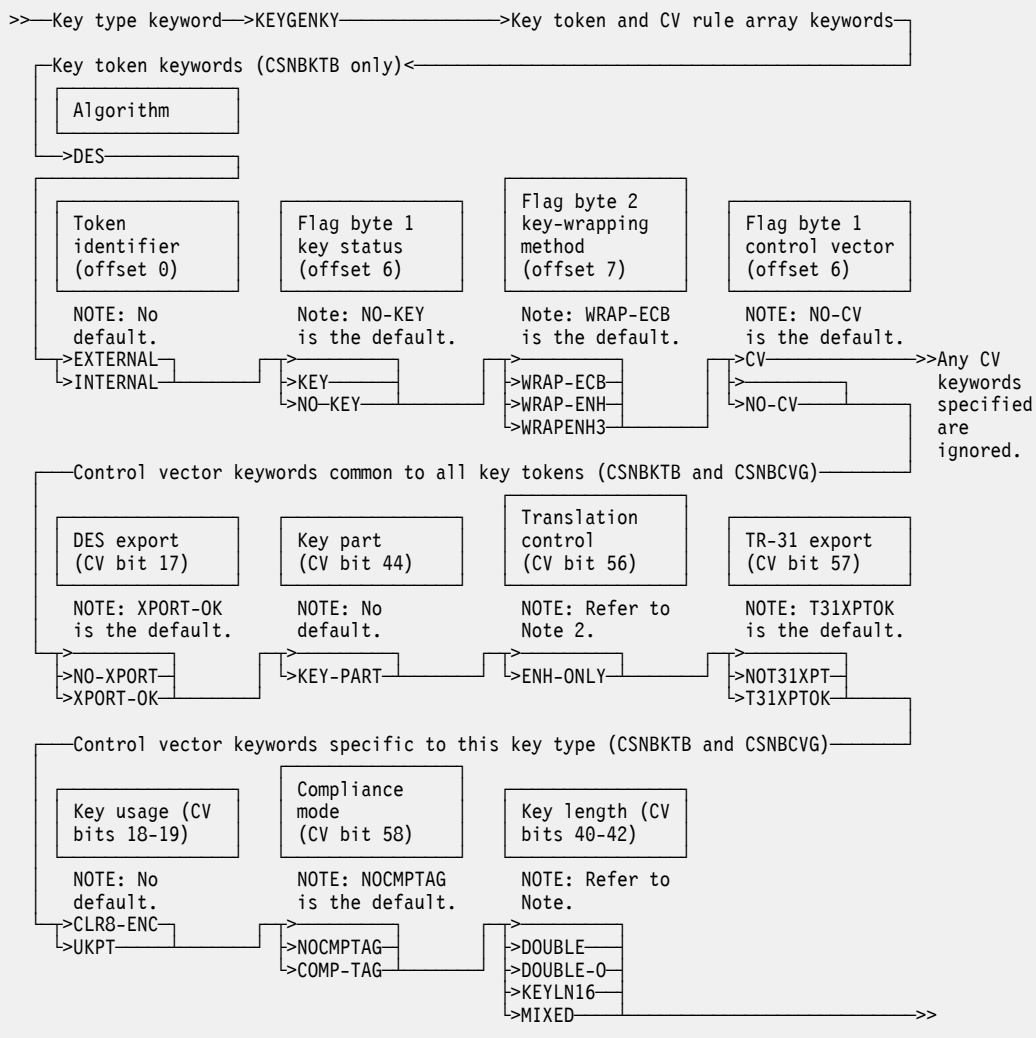 >>—Key type keyword—>KEYGENKY—>Key token and CV rule array keywords
Key token keywords (CSNBKTB only)<
Algorithm
>DES
Token identifier (offset 0)
Flag byte 1 key status (offset 6)
Flag byte 2 key-wrapping method (offset 7)
Flag byte 1 control vector (offset 6)
NOTE: No default.
Note: NO-KEY is the default.
Note: WRAP-ECB is the default.
NOTE: NO-CV is the default.
>EXTERNAL
>INTERNAL
>
>KEY
>NO-KEY
>
>WRAP-ECB
>WRAP-ENH
>WRAPENH3
>CV—>>Any CV keywords specified are ignored.
>
>NO-CV
Control vector keywords common to all key tokens (CSNBKTB and CSNBCVG)
DES export (CV bit 17)
Key part (CV bit 44)
Translation control (CV bit 56)
TR-31 export (CV bit 57)
NOTE: XPORT-OK is the default.
NOTE: No default.
NOTE: Refer to Note 2.
NOTE: T31XPTOK is the default.
>
>NO-XPORT
>XPORT-OK
>
>KEY-PART
>
>ENH-ONLY
>
>NOT31XPT
>T31XPTOK
Control vector keywords specific to this key type (CSNBKTB and CSNBCVG)
Key usage (CV bits 18-19)
Compliance mode (CV bit 58)
Key length (CV bits 40-42)
NOTE: No default.
NOTE: NOCMPTAG is the default.
NOTE: Refer to Note.
>CLR8-ENC
>UKPT
>
>NOCMPTAG
>COMP-TAG
>
>DOUBLE
>DOUBLE-O
>KEYLN16
>MIXED—>>